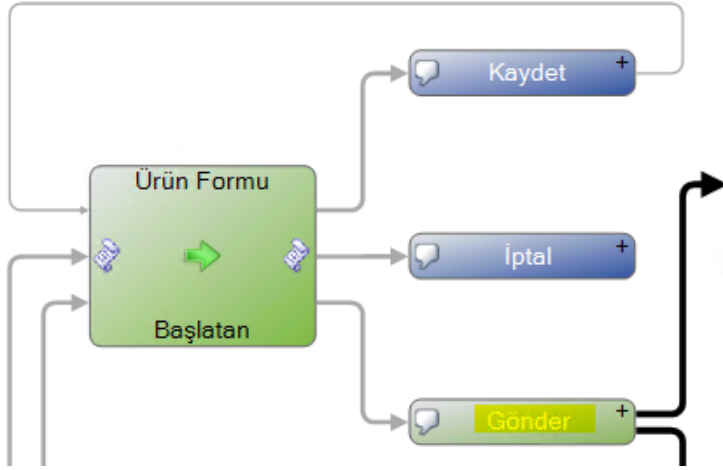 Kaydet +
Ürün Formu
Başlatan
İptal +
Gönder +